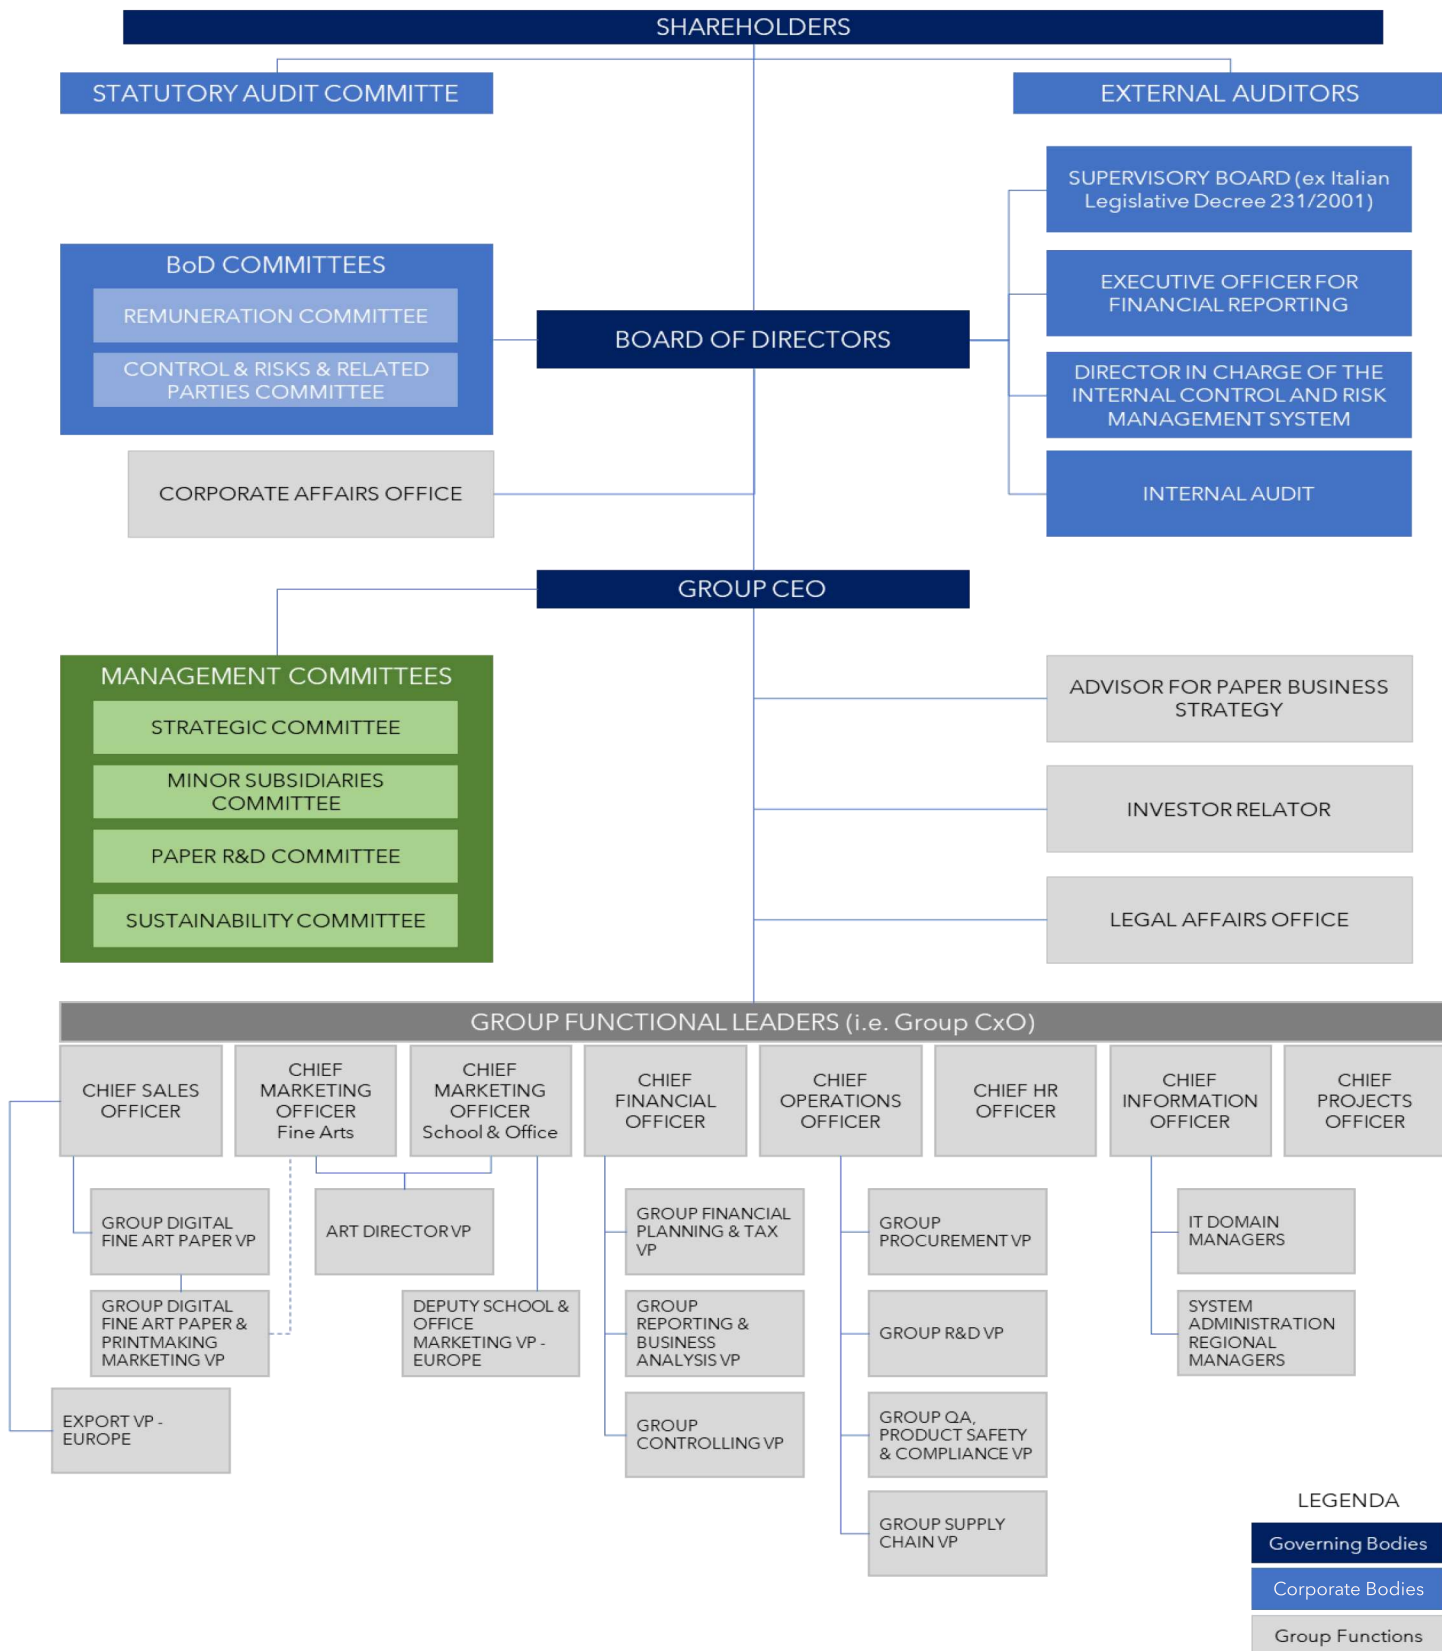 SHAREHOLDERS
STATUTORY AUDIT COMMITTE
EXTERNAL AUDITORS
SUPERVISORY BOARD (ex Italian
Legislative Decree 231/2001)
BoD COMMITTEES
REMUNERATION COMMITTEE
CONTROL & RISKS & RELATED
PARTIES COMMITTEE
EXECUTIVE OFFICER FOR
FINANCIAL REPORTING
BOARD OF DIRECTORS
DIRECTOR IN CHARGE OF THE
INTERNAL CONTROL AND RISK
MANAGEMENT SYSTEM
CORPORATE AFFAIRS OFFICE
INTERNAL AUDIT
GROUP CEO
MANAGEMENT COMMITTEES
STRATEGIC COMMITTEE
MINOR SUBSIDIARIES
COMMITTEE
PAPER R&D COMMITTEE
SUSTAINABILITY COMMITTEE
ADVISOR FOR PAPER BUSINESS
STRATEGY
INVESTOR RELATOR
LEGAL AFFAIRS OFFICE
GROUP FUNCTIONAL LEADERS (i.e. Group CxO)
CHIEF SALES
OFFICER
CHIEF
MARKETING
OFFICER
Fine Arts
CHIEF
MARKETING
OFFICER
School & Office
CHIEF
FINANCIAL
OFFICER
CHIEF
OPERATIONS
OFFICER
CHIEF HR
OFFICER
CHIEF
INFORMATION
OFFICER
CHIEF
PROJECTS
OFFICER
GROUP DIGITAL
FINE ART PAPER VP
ART DIRECTOR VP
GROUP FINANCIAL
PLANNING & TAX
VP
GROUP
PROCUREMENT VP
IT DOMAIN
MANAGERS
GROUP DIGITAL
FINE ART PAPER &
PRINTMAKING
MARKETING VP
DEPUTY SCHOOL &
OFFICE
MARKETING VP -
EUROPE
GROUP
REPORTING &
BUSINESS
ANALYSIS VP
GROUP R&D VP
SYSTEM
ADMINISTRATION
REGIONAL
MANAGERS
EXPORT VP -
EUROPE
GROUP
CONTROLLING VP
GROUP QA,
PRODUCT SAFETY
& COMPLIANCE VP
GROUP SUPPLY
CHAIN VP
LEGENDA
Governing Bodies
Corporate Bodies
Group Functions